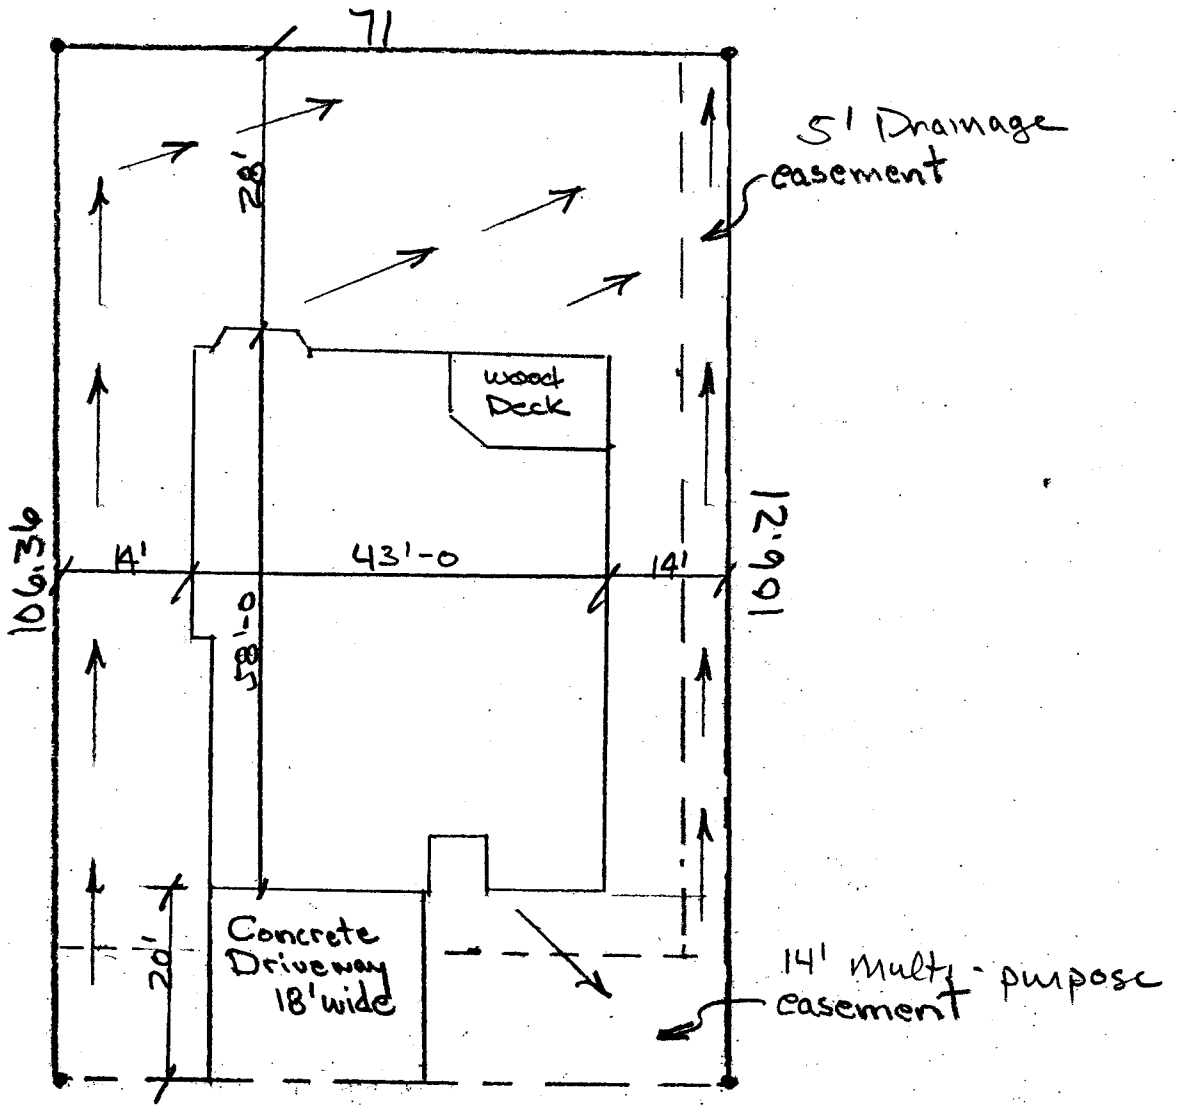 71
5' Drainage
easement
28'
Wood
Deck
106.36
14'
43'-0
14'
109.21
58'-0
Concrete
Driveway
18' wide
20'
14' multi-purpose
easement